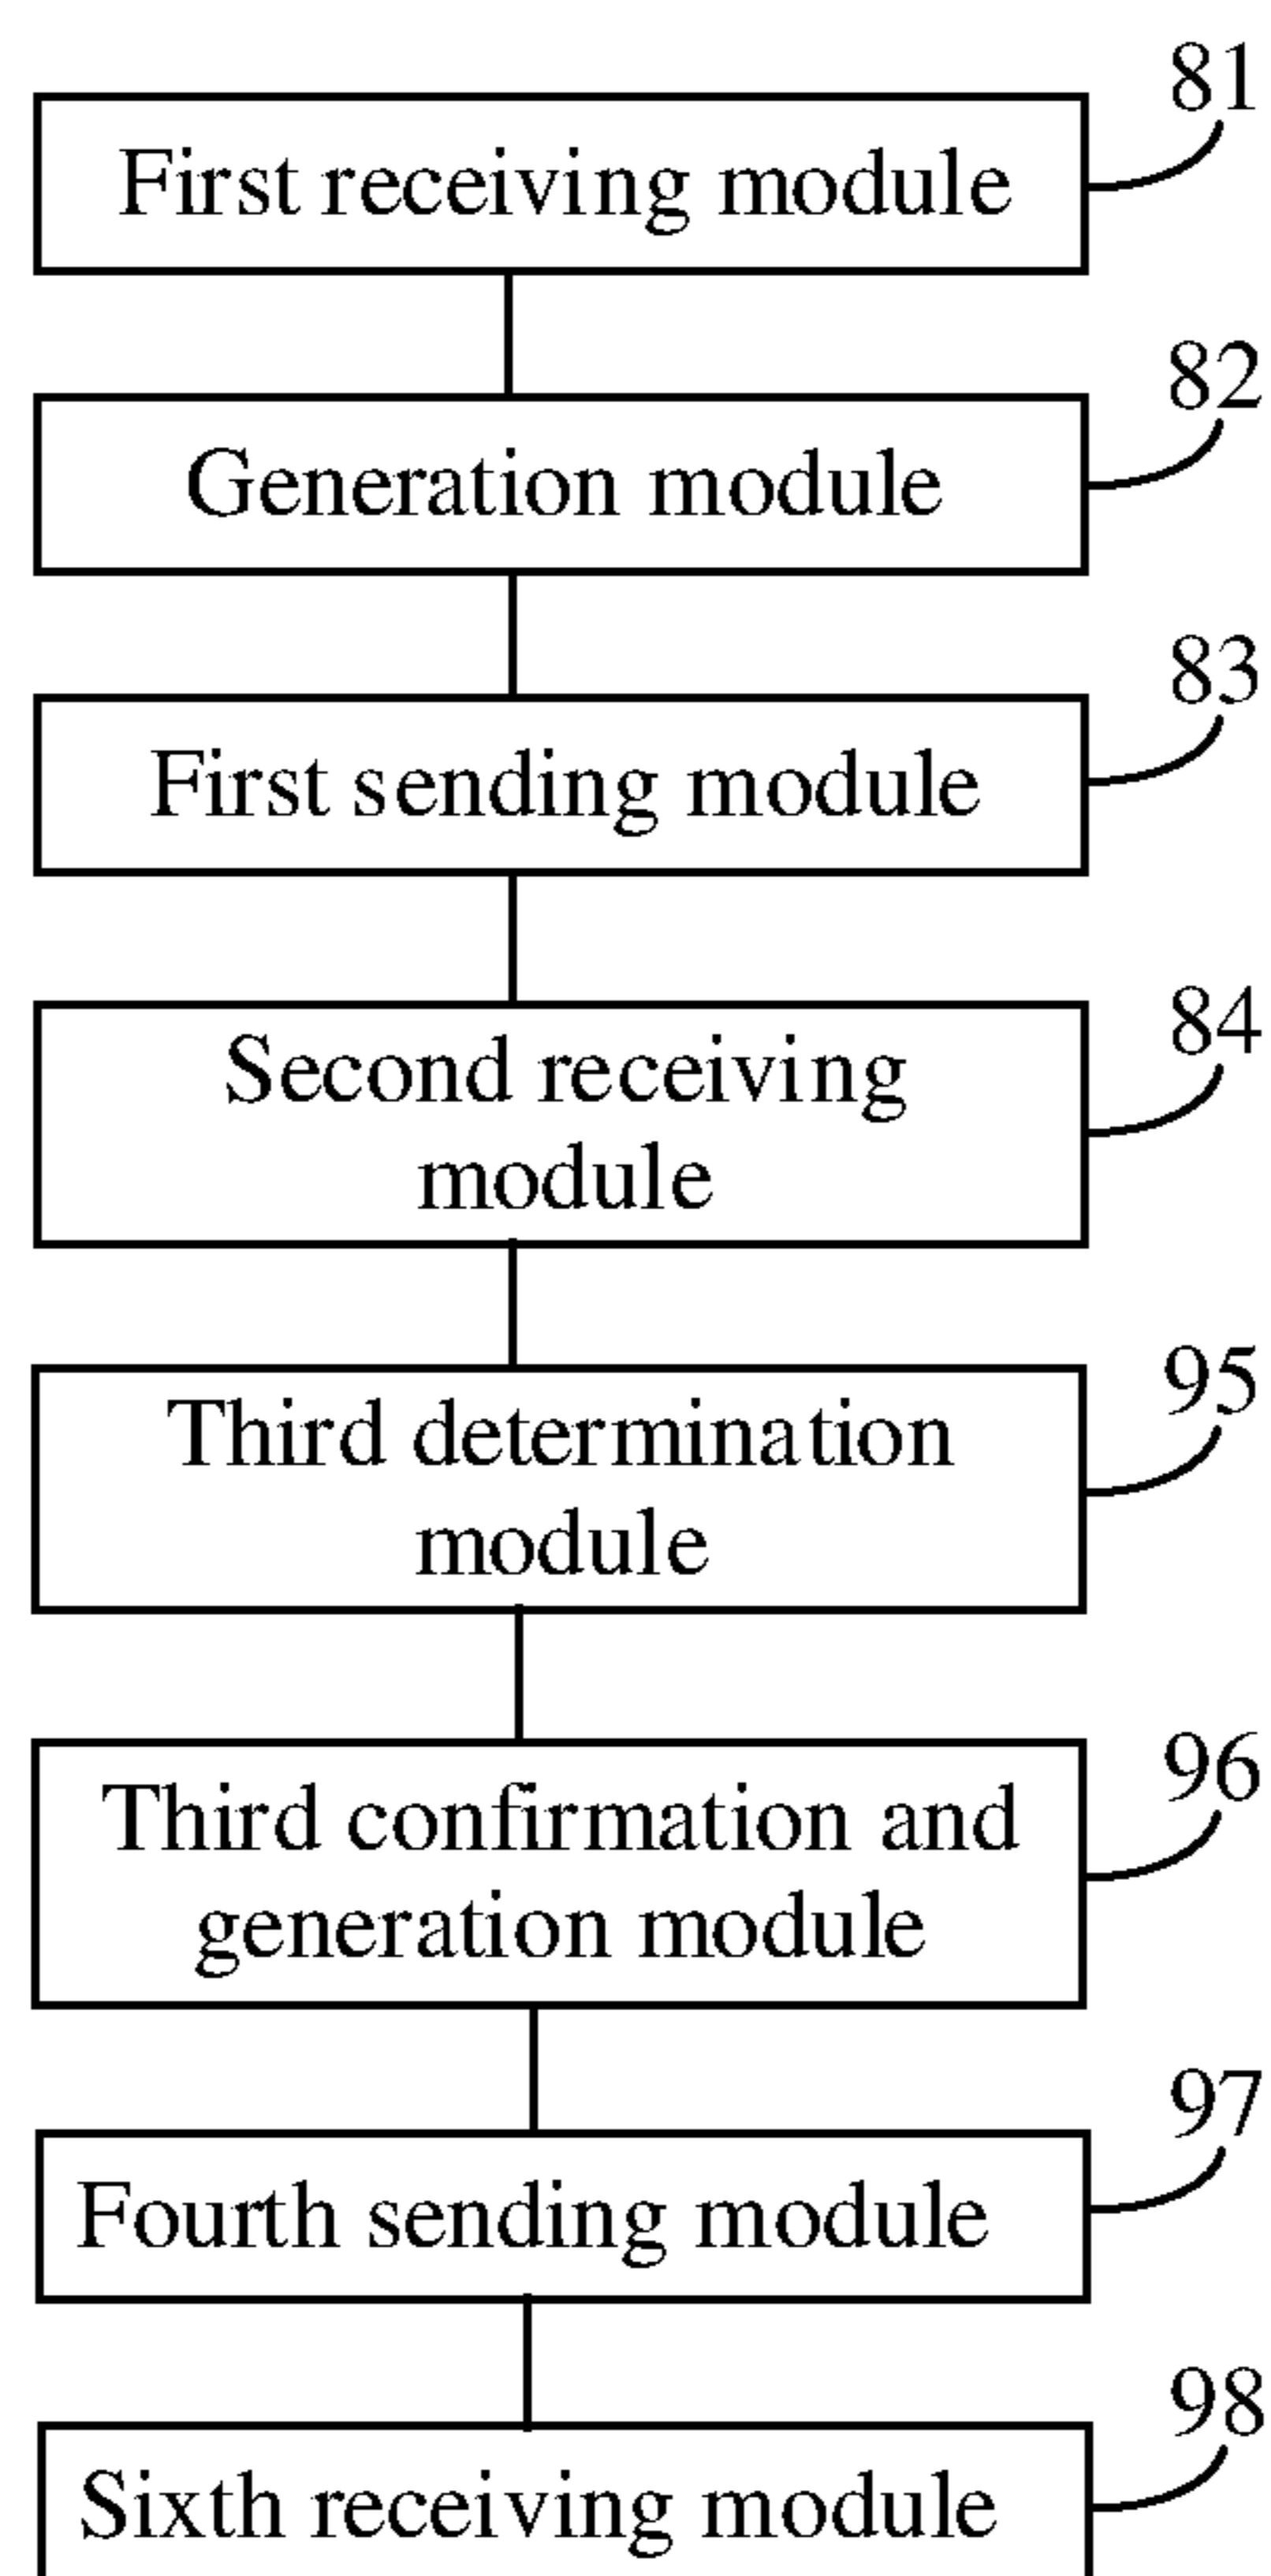 81
First receiving module
82
Generation module
83
First sending module
84
Second receiving
module
95
Third determination
module
96
Third confirmation and
generation module
97
Fourth sending module
98
Sixth receiving module